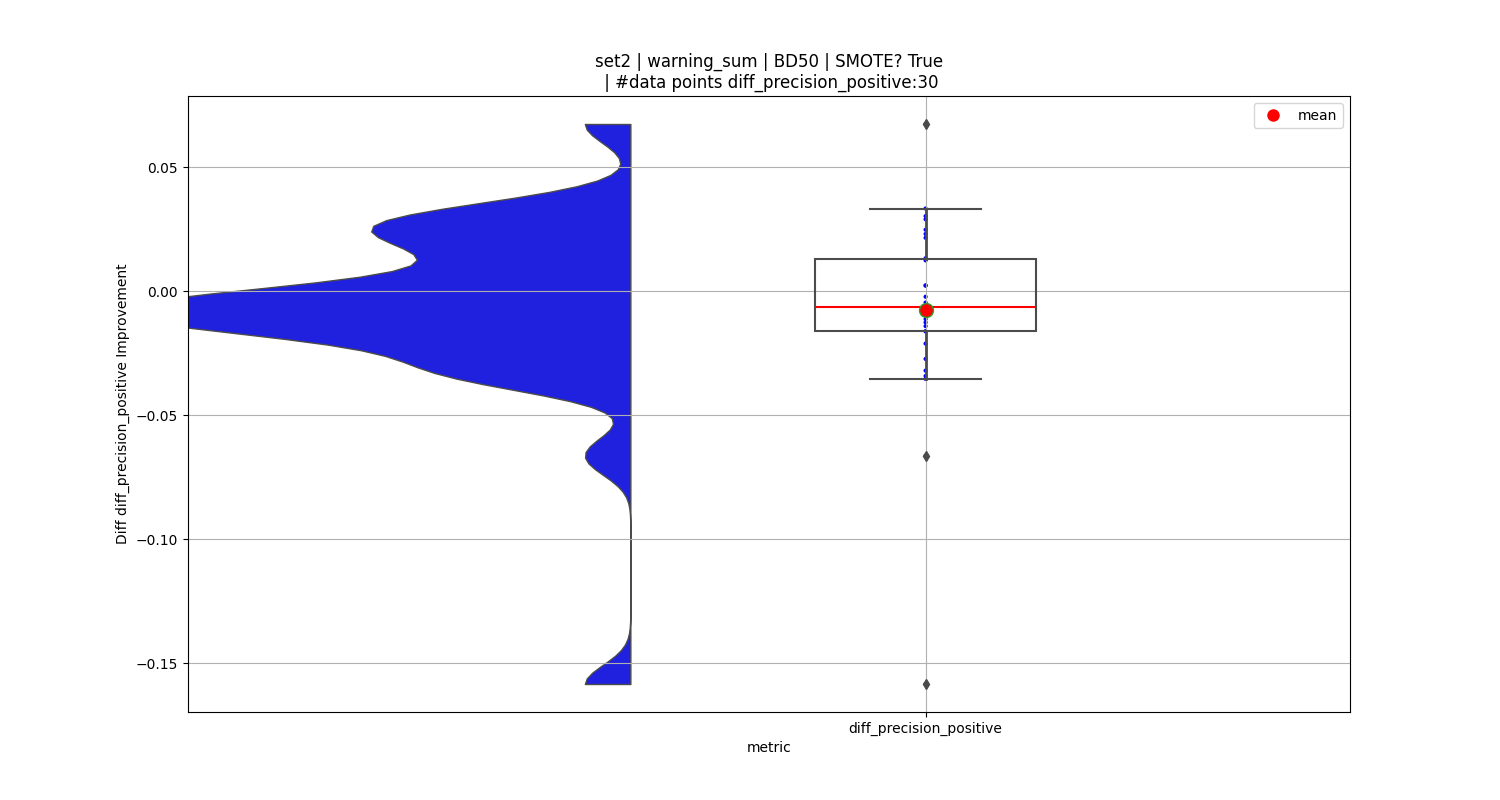 set2 | warning_sum | BD50 | SMOTE? True
| #data points diff_precision_positive:30
mean
Diff diff_precision_positive Improvement
0.05
0.00
−0.05
−0.10
−0.15
diff_precision_positive
metric